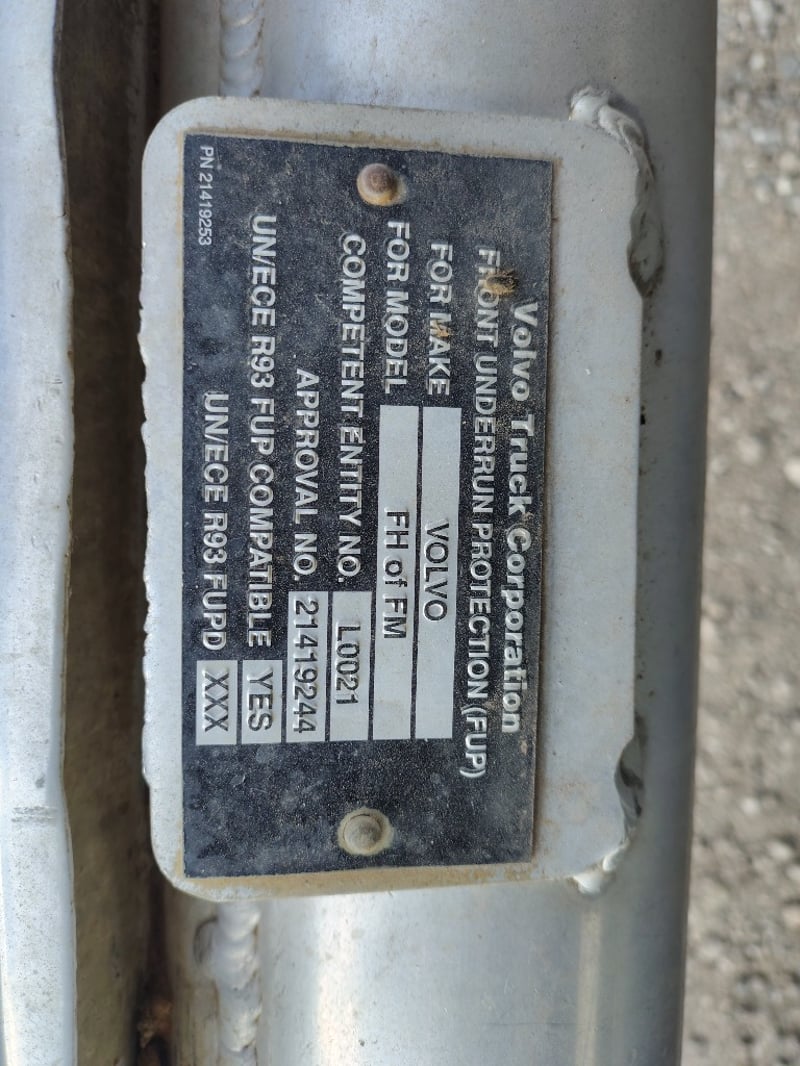 Volvo Truck Corporation
FRONT UNDERRUN PROTECTION (FUP)
FOR MAKE VOLVO
FOR MODEL FH of FM
COMPETENT ENTITY NO. L0021
APPROVAL NO. 21419244
UN/ECE R93 FUP COMPATIBLE YES
UN/ECE R93 FUPD XXX
PN 21419253